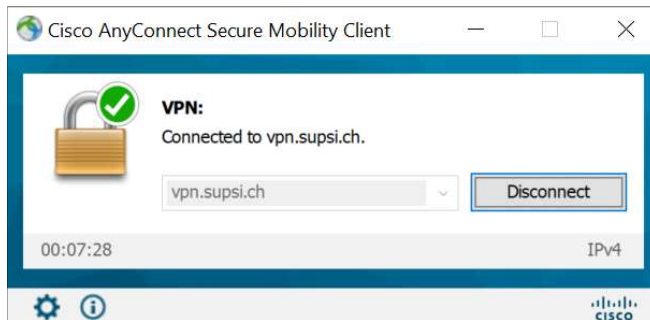 Cisco AnyConnect Secure Mobility Client
VPN:
Connected to vpn.supsi.ch.
vpn.supsi.ch
Disconnect
00:07:28
IPv4
cisco